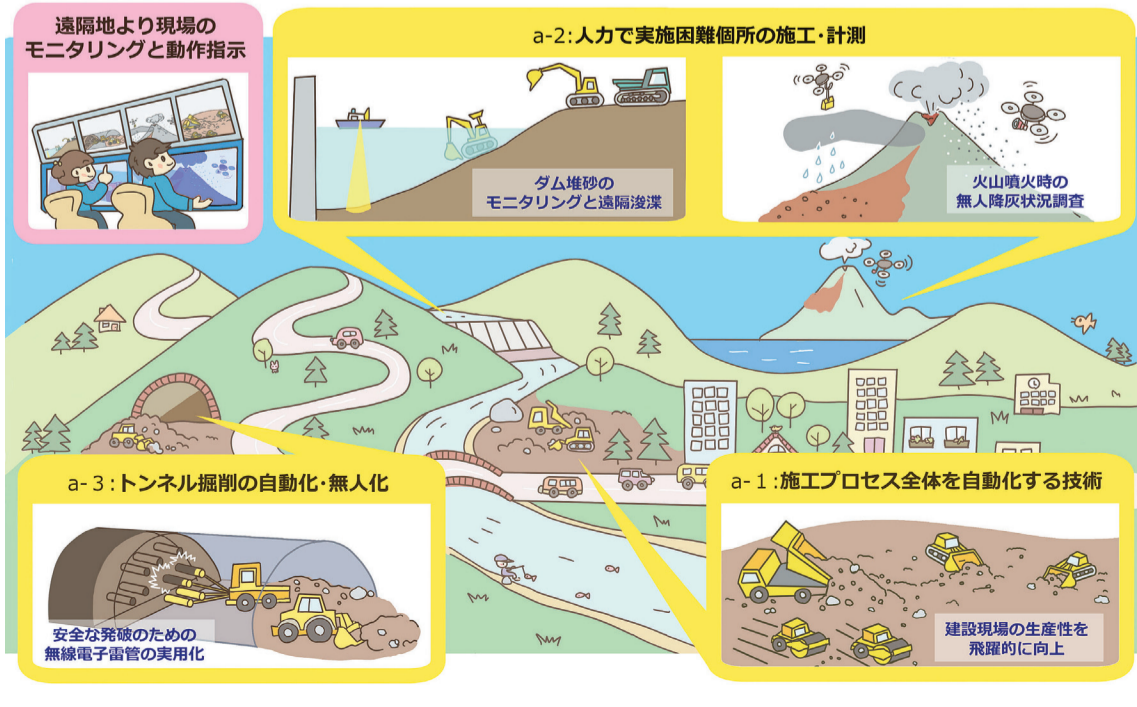 遠隔地より現場の
モニタリングと動作指示
a-2:人力で実施困難個所の施工･計測
ダム堆砂の
モニタリングと遠隔浚渫
火山噴火時の
無人降灰状況調査
a-3:トンネル掘削の自動化･無人化
安全な発破のための
無線電子雷管の実用化
a-1:施工プロセス全体を自動化する技術
建設現場の生産性を
飛躍的に向上